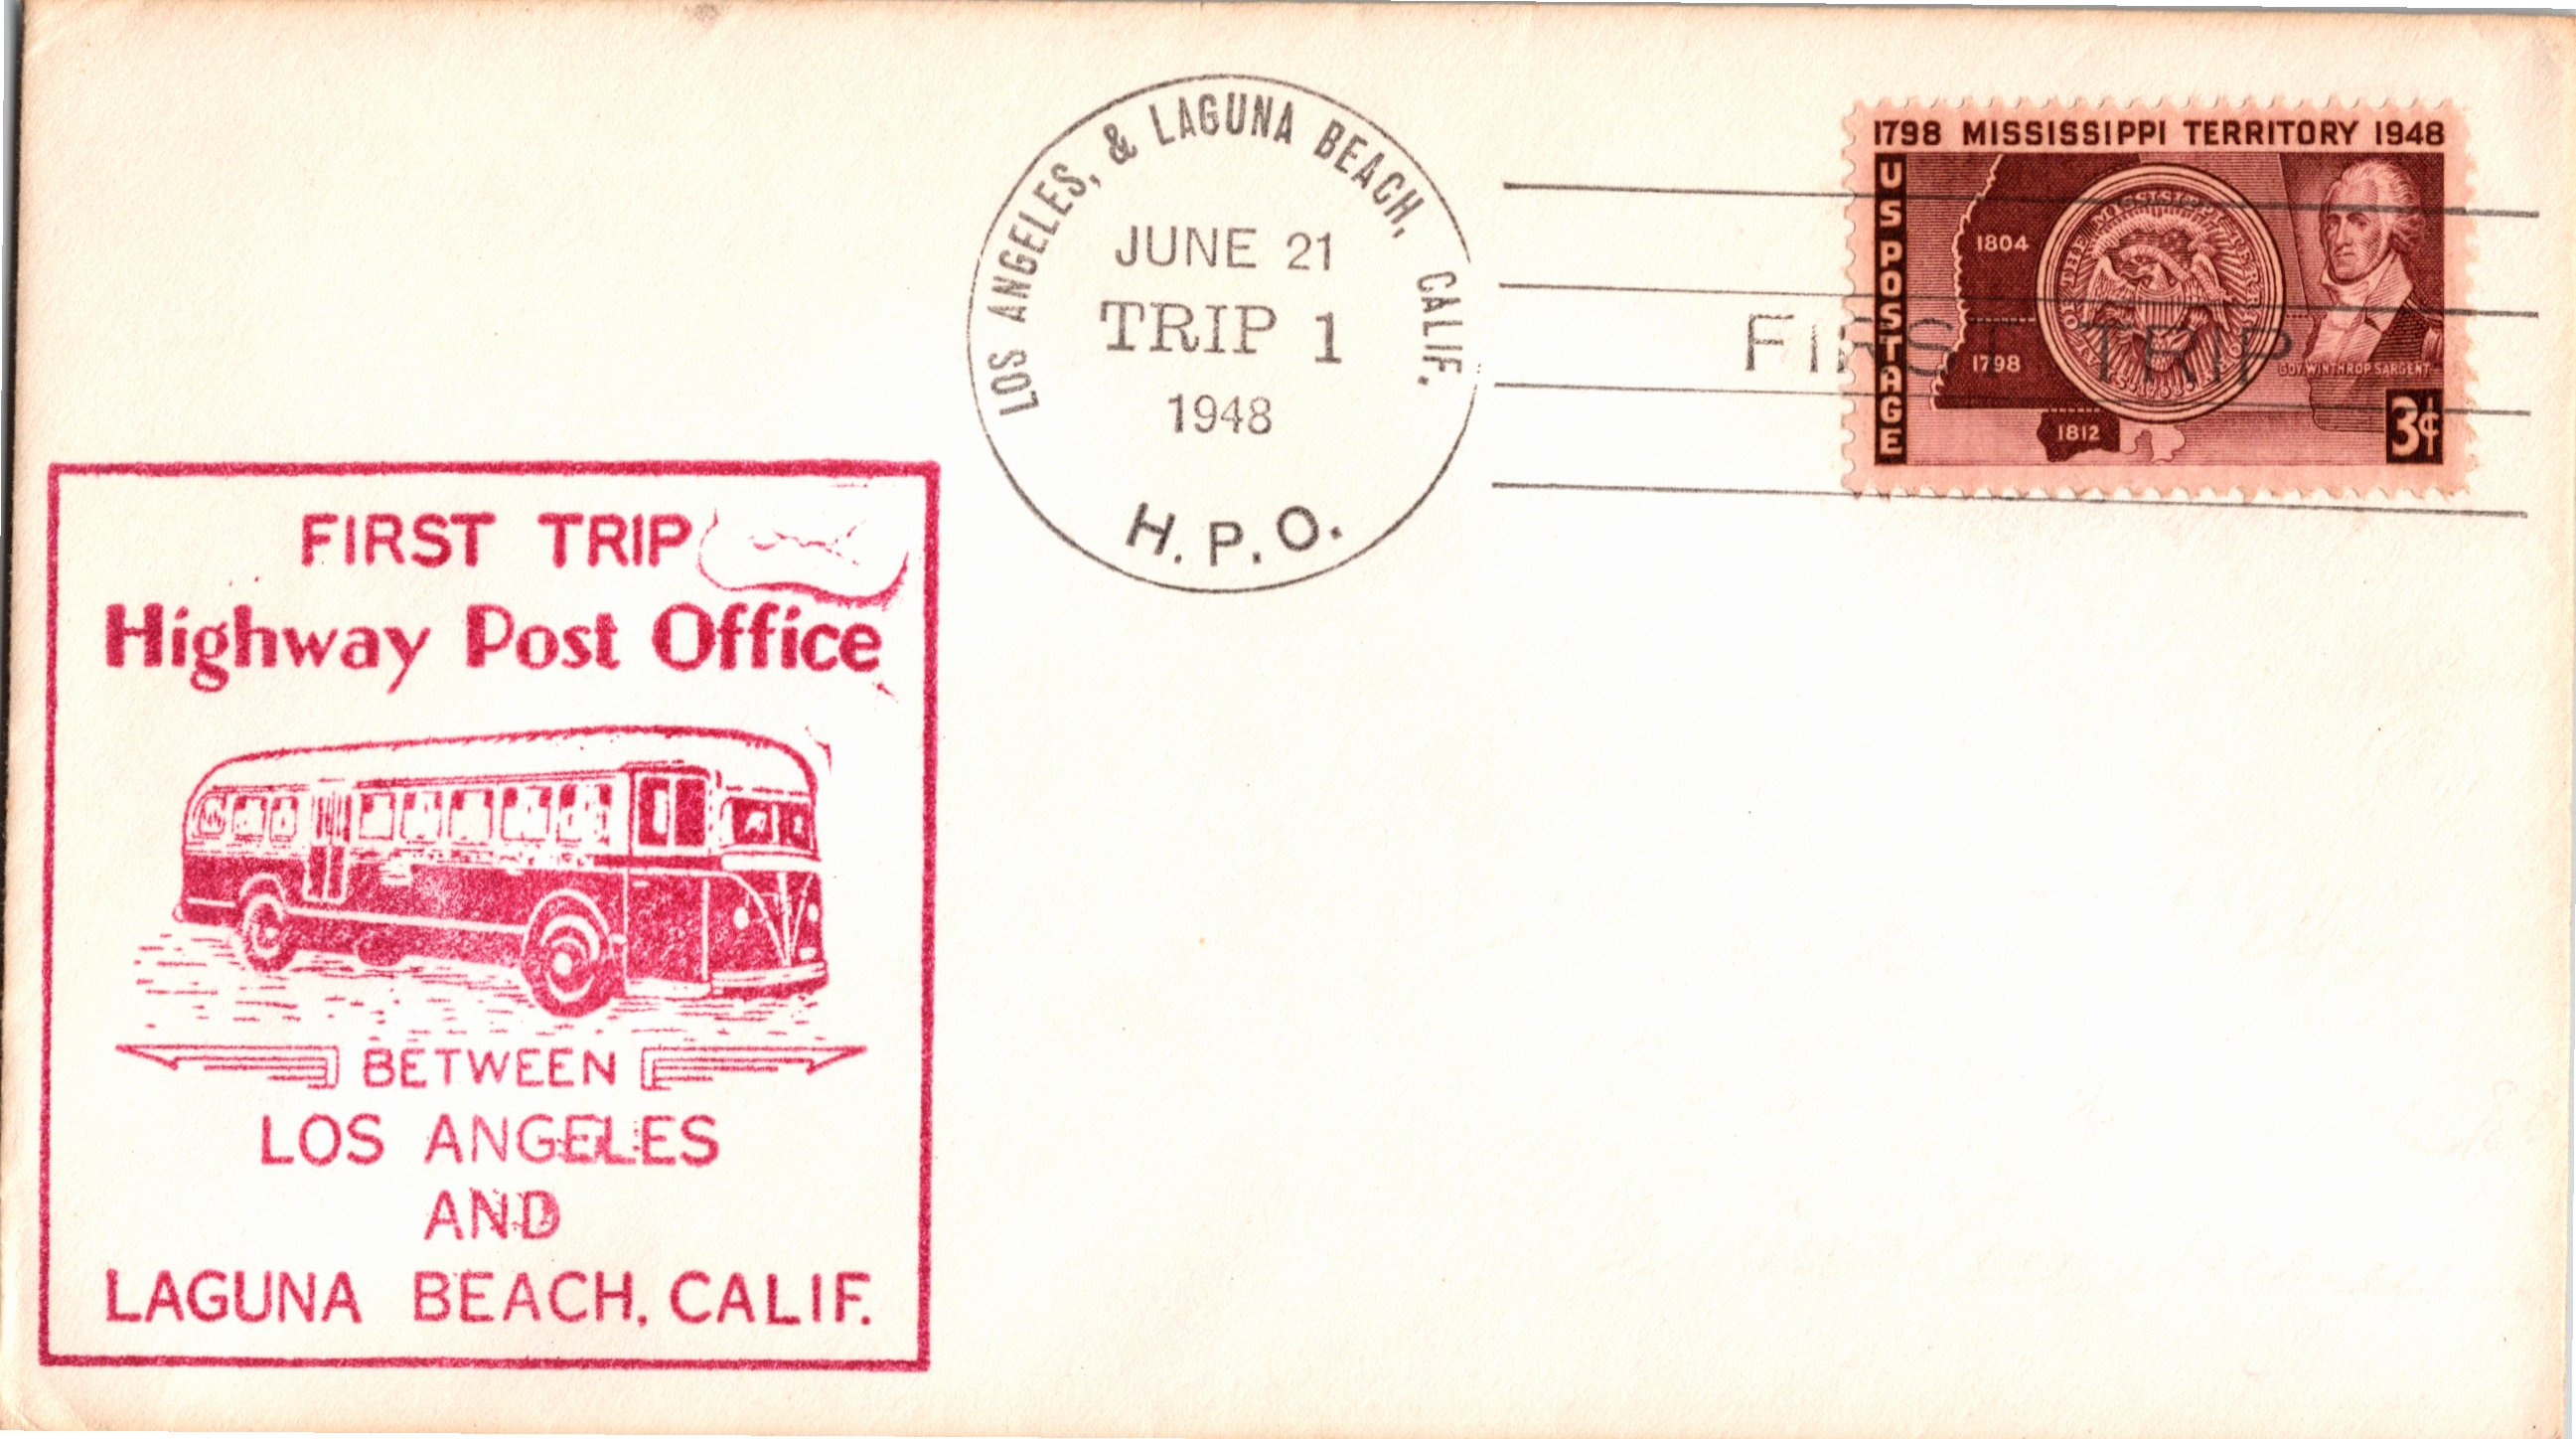 LOS ANGELES, & LAGUNA BEACH, CALIF.
JUNE 21
TRIP 1
1948
H.P.O.
FIRST TRIP
1798 MISSISSIPPI TERRITORY 1948
US POSTAGE
1804
1798
1812
GOV. WINTHROP SARGENT
3¢
FIRST TRIP
Highway Post Office
BETWEEN
LOS ANGELES
AND
LAGUNA BEACH, CALIF.